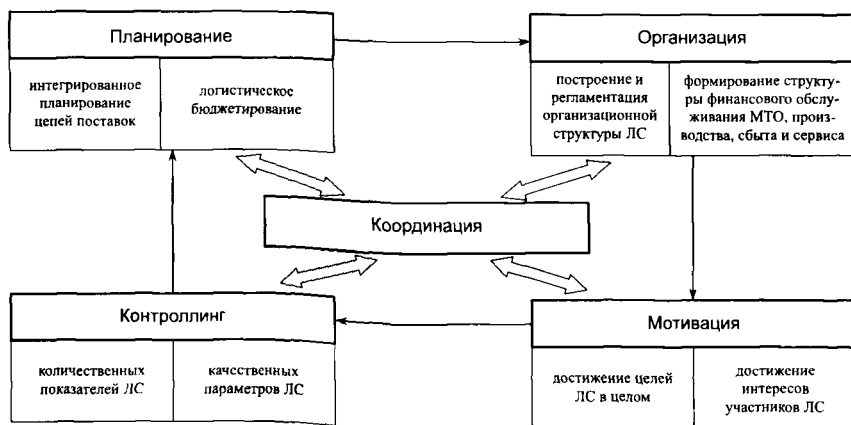 Планирование
интегрированное
планирование
цепей поставок
логистическое
бюджетирование
Организация
построение и
регламентация
организационной
структуры ЛС
формирование структу-
ры финансового обслу-
живания МТО, произ-
водства, сбыта и сервиса
Координация
Контроллинг
количественных
показателей ЛС
качественных
параметров ЛС
Мотивация
достижение целей
ЛС в целом
достижение
интересов
участников ЛС